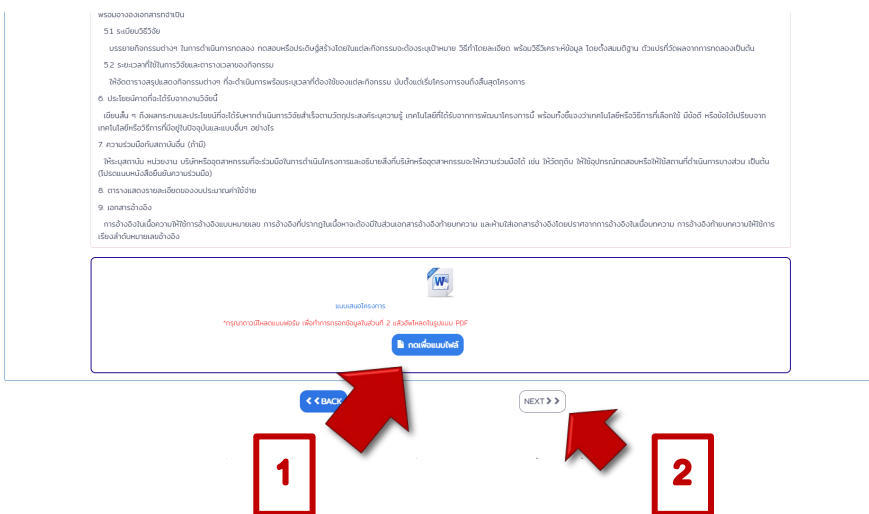 พร้อมอ้างอิงเอกสารที่จำเป็น
5.1 ระเบียบวิธีวิจัย
บรรยายกิจกรรมต่างๆ ในการดำเนินการทดลอง ทดสอบหรือประดิษฐ์สร้างโดยในแต่ละกิจกรรมจะต้องระบุเป้าหมาย วิธีทำโดยละเอียด พร้อมวิธีวิเคราะห์ข้อมูล โดยตั้งสมมติฐาน ตัวแปรที่วัดผลจากการทดลองเป็นต้น
5.2 ระยะเวลาที่ใช้ในการวิจัยและตารางเวลาของกิจกรรม
ให้จัดตารางสรุปแสดงกิจกรรมต่างๆ ที่จะดำเนินการพร้อมระบุเวลาที่ต้องใช้ของแต่ละกิจกรรม นับตั้งแต่เริ่มโครงการจนถึงสิ้นสุดโครงการ
6. ประโยชน์คาดที่จะได้รับจากงานวิจัยนี้
เขียนสั้น ๆ ถึงผลกระทบและประโยชน์ที่จะได้รับหากดำเนินการวิจัยสำเร็จตามวัตถุประสงค์ระบุความรู้ เทคโนโลยีที่ได้รับจากการพัฒนาโครงการนี้ พร้อมทั้งชี้แจงว่าเทคโนโลยีหรือวิธีการที่เลือกใช้ มีข้อดี หรือข้อได้เปรียบจาก
เทคโนโลยีหรือวิธีการที่มีอยู่ในปัจจุบันและแบบอื่นๆ อย่างไร
7. ความร่วมมือกับสถาบันอื่น (ถ้ามี)
ให้ระบุสถาบัน หน่วยงาน บริษัทหรืออุตสาหกรรมที่จะร่วมมือในการดำเนินโครงการและอธิบายสิ่งที่บริษัทหรืออุตสาหกรรมจะให้ความร่วมมือได้ เช่น ให้วัตถุดิบ ให้ใช้อุปกรณ์ทดสอบหรือให้ใช้สถานที่ดำเนินการบางส่วน เป็นต้น
(โปรดแนบหนังสือยืนยันความร่วมมือ)
8. ตารางแสดงรายละเอียดของงบประมาณค่าใช้จ่าย
9. เอกสารอ้างอิง
การอ้างอิงในเนื้อความให้ใช้การอ้างอิงแบบหมายเลข การอ้างอิงที่ปรากฏในเนื้อหาจะต้องมีในส่วนเอกสารอ้างอิงท้ายบทความ และห้ามใส่เอกสารอ้างอิงโดยปราศจากการอ้างอิงในเนื้อบทความ การอ้างอิงท้ายบทความให้ใช้การ
เรียงลำดับหมายเลขอ้างอิง
W
แบบเสนอโครงการ
*กรุณาดาวน์โหลดแบบฟอร์ม เพื่อทำการกรอกข้อมูลในส่วนที่ 2 แล้วอัพโหลดในรูปแบบ PDF
กดเพื่อแนบไฟล์
BACK
NEXT
1
2